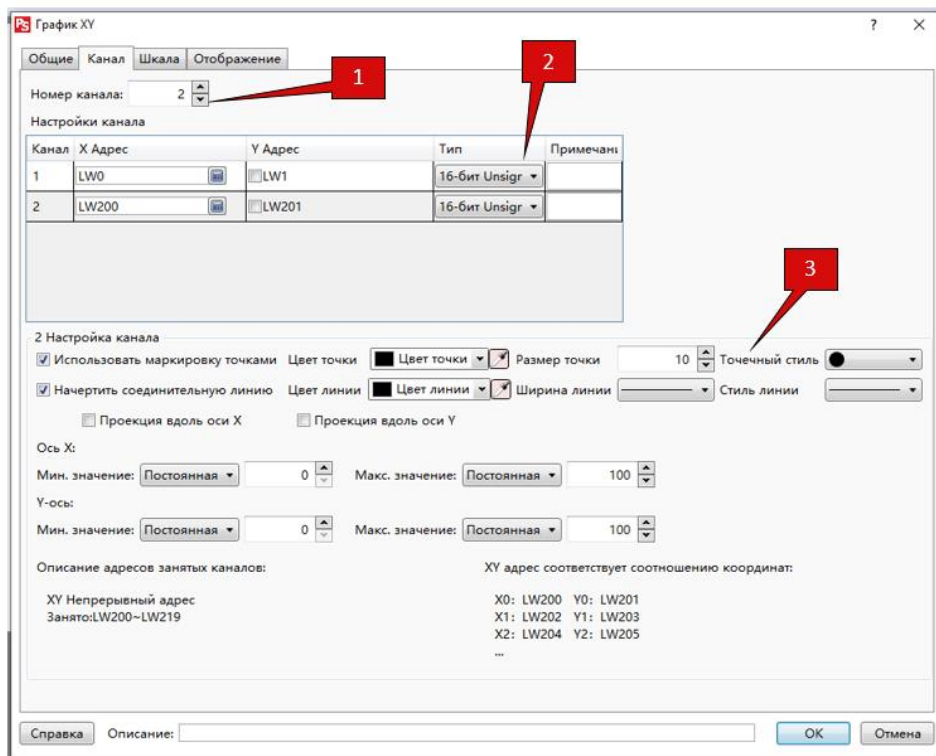 График XY
Общие Канал Шкала Отображение
1
2
Номер канала: 2
Настройки канала
Канал X Адрес Y Адрес Тип Примечани
1 LW0 LW1 16-бит Unsigr
2 LW200 LW201 16-бит Unsigr
3
2 Настройка канала
Использовать маркировку точками Цвет точки Цвет точки Размер точки 10 Точечный стиль
Начертить соединительную линию Цвет линии Цвет линии Ширина линии Стиль линии
Проекция вдоль оси X Проекция вдоль оси Y
Ось X:
Мин. значение: Постоянная 0 Макс. значение: Постоянная 100
Y-ось:
Мин. значение: Постоянная 0 Макс. значение: Постоянная 100
Описание адресов занятых каналов: XY адрес соответствует соотношению координат:
XY Непрерывный адрес X0: LW200 Y0: LW201
Занято:LW200~LW219 X1: LW202 Y1: LW203
X2: LW204 Y2: LW205
...
Справка Описание: OK Отмена